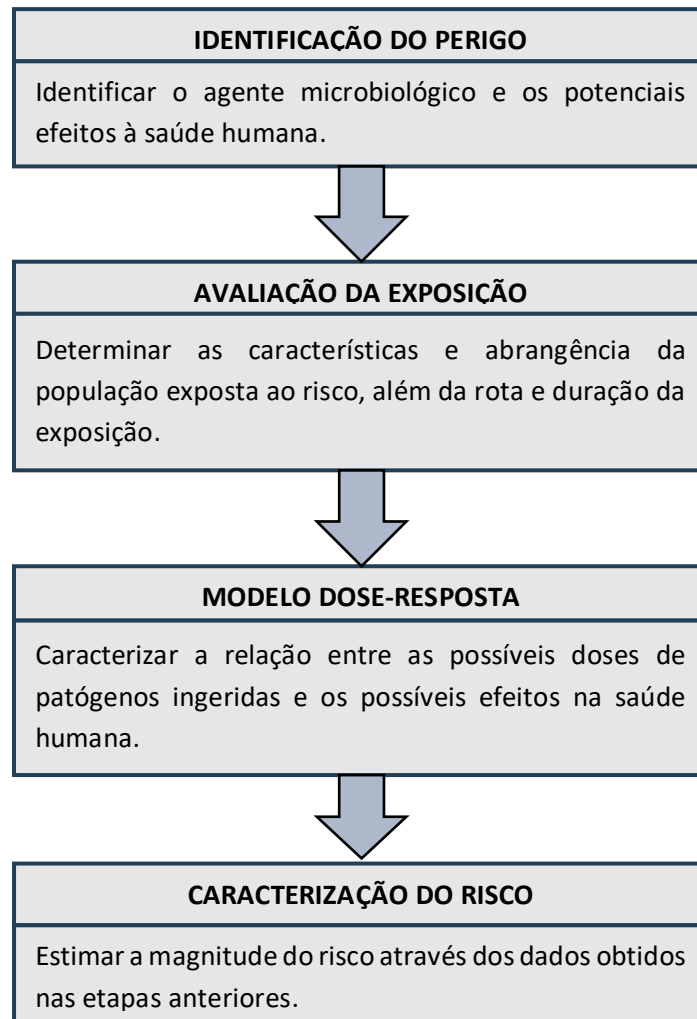 IDENTIFICAÇÃO DO PERIGO
Identificar o agente microbiológico e os potenciais
efeitos à saúde humana.
AVALIAÇÃO DA EXPOSIÇÃO
Determinar as características e abrangência da
população exposta ao risco, além da rota e duração da
exposição.
MODELO DOSE-RESPOSTA
Caracterizar a relação entre as possíveis doses de
patógenos ingeridas e os possíveis efeitos na saúde
humana.
CARACTERIZAÇÃO DO RISCO
Estimar a magnitude do risco através dos dados obtidos
nas etapas anteriores.